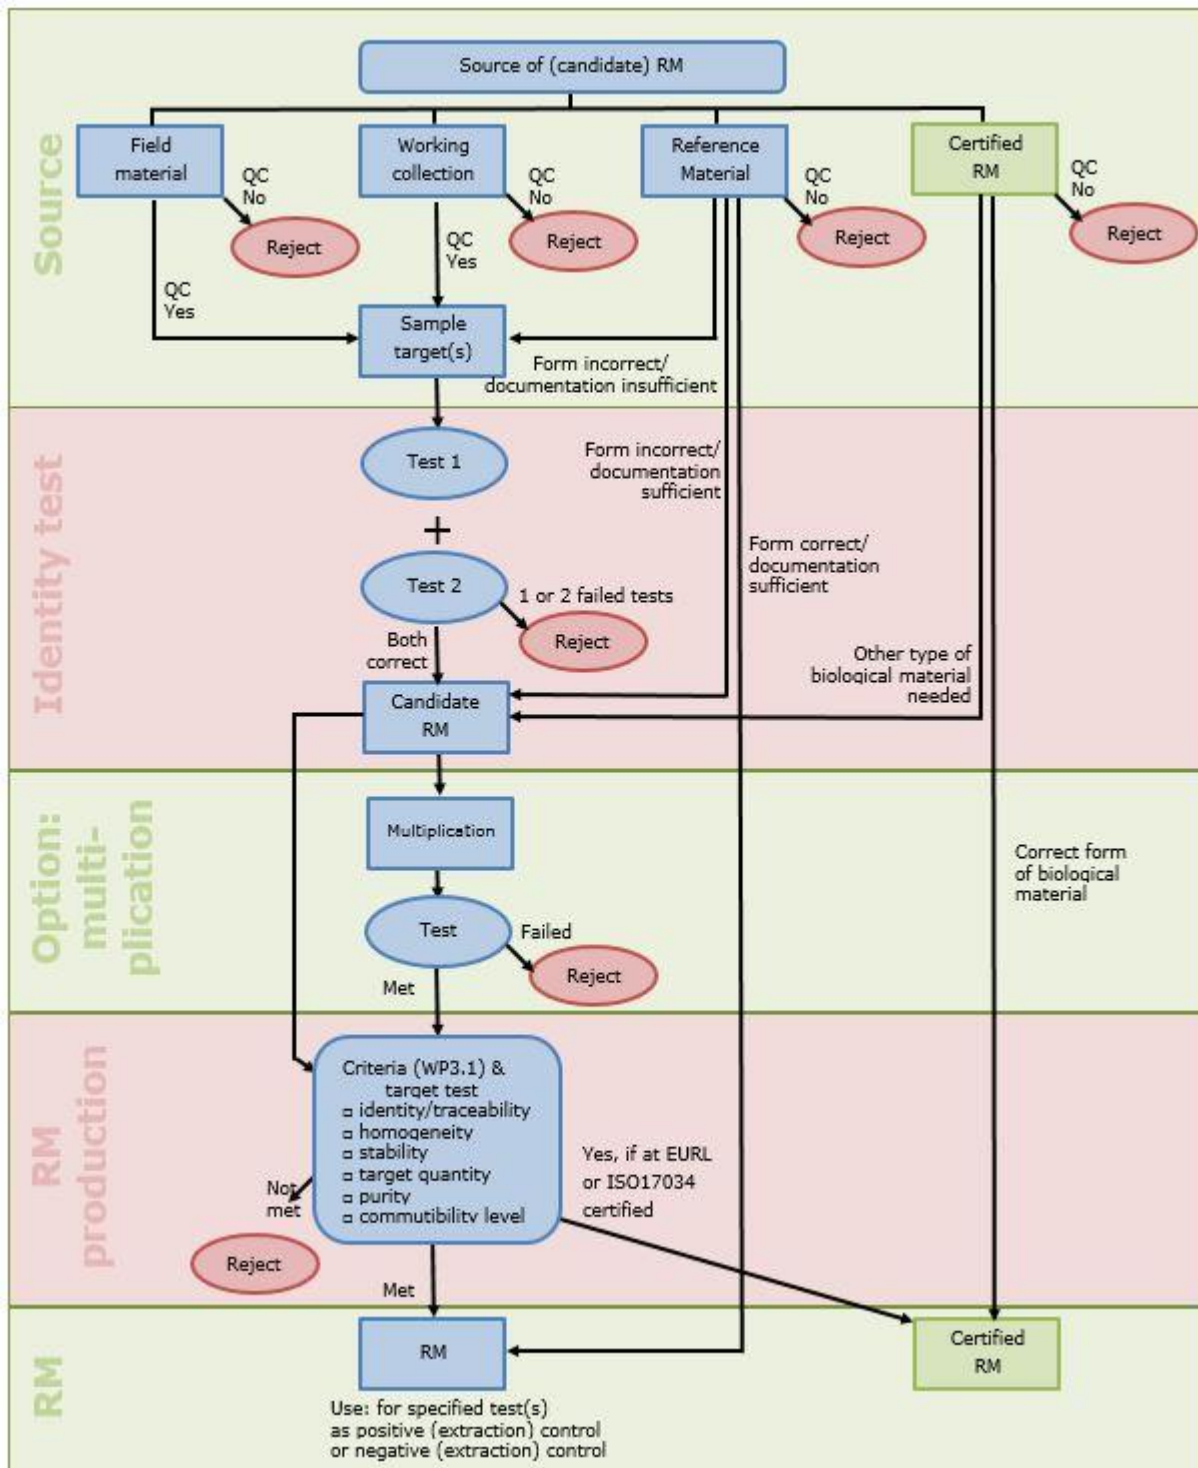 Source
Source of (candidate) RM
Field
material
QC
No
Reject
QC
Yes
Working
collection
QC
No
Reject
QC
Yes
Reference
Material
QC
No
Reject
Certified
RM
QC
No
Reject
Sample
target(s)
Form incorrect/
documentation insufficient
Identity test
Test 1
+
Test 2
1 or 2 failed tests
Reject
Both
correct
Candidate
RM
Form incorrect/
documentation
sufficient
Form correct/
documentation
sufficient
Other type of
biological material
needed
Option:
multi-
plication
Multiplication
Test
Failed
Reject
Met
Correct form
of biological
material
RM
production
Criteria (WP3.1) &
target test
□ identity/traceability
□ homogeneity
□ stability
□ target quantity
□ purity
□ commutibility level
Not
met
Reject
Met
Yes, if at EURL
or ISO17034
certified
RM
RM
Certified
RM
Use: for specified test(s)
as positive (extraction) control
or negative (extraction) control